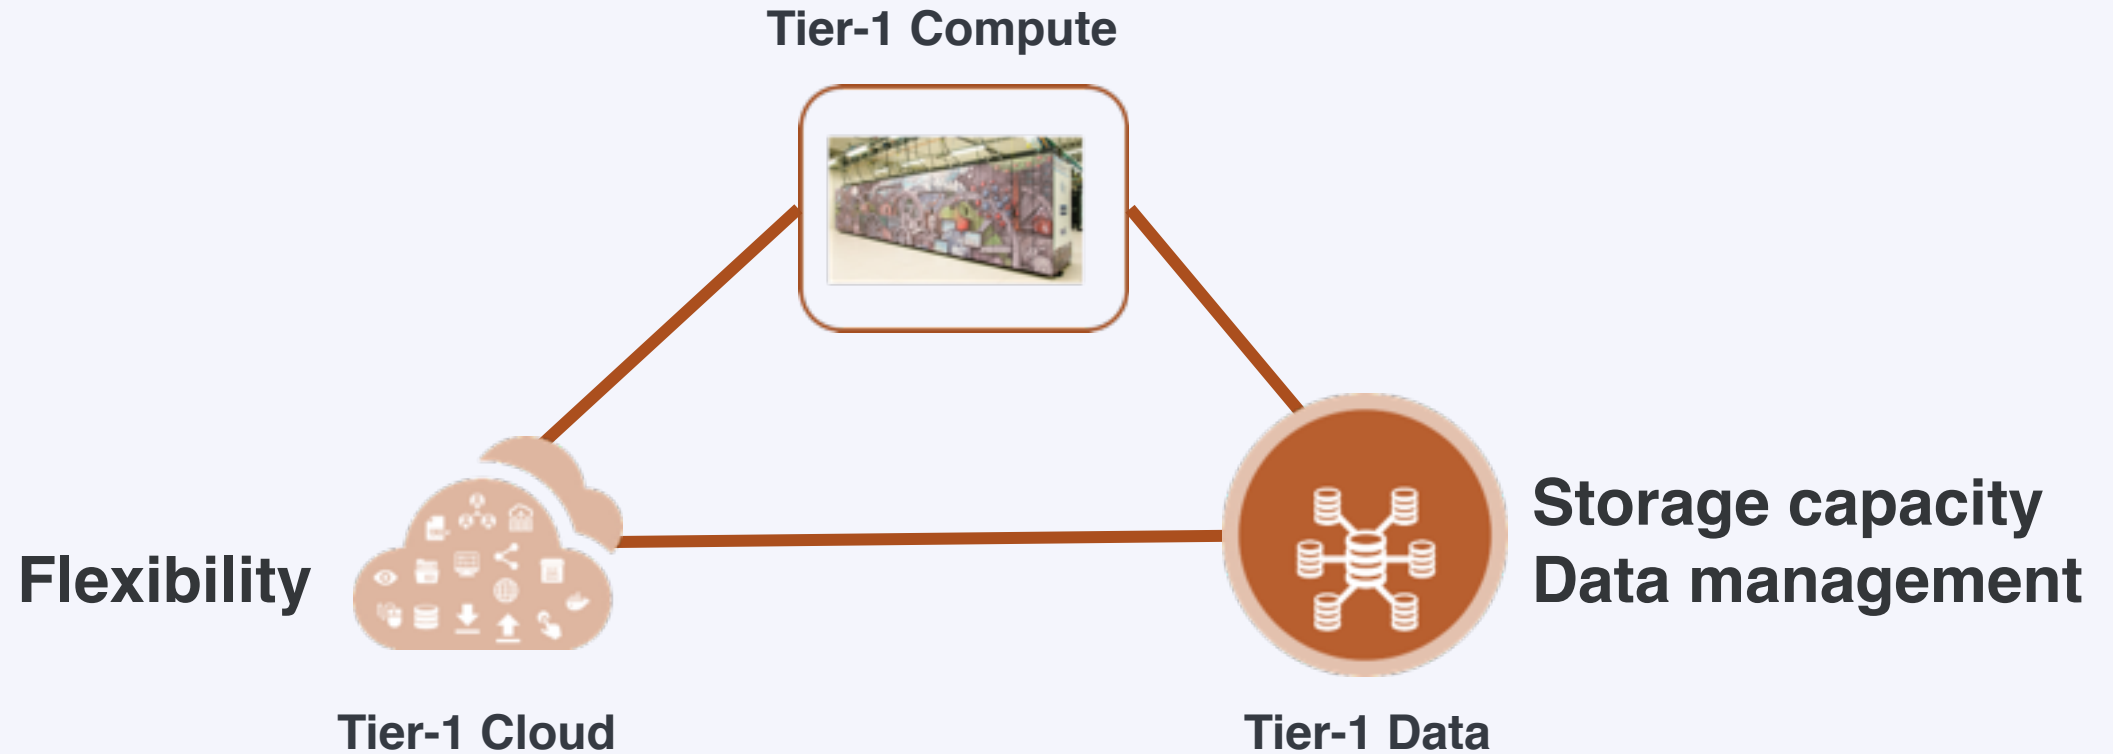 Tier-1 Compute
Flexibility
Storage capacity
Data management
Tier-1 Cloud
Tier-1 Data